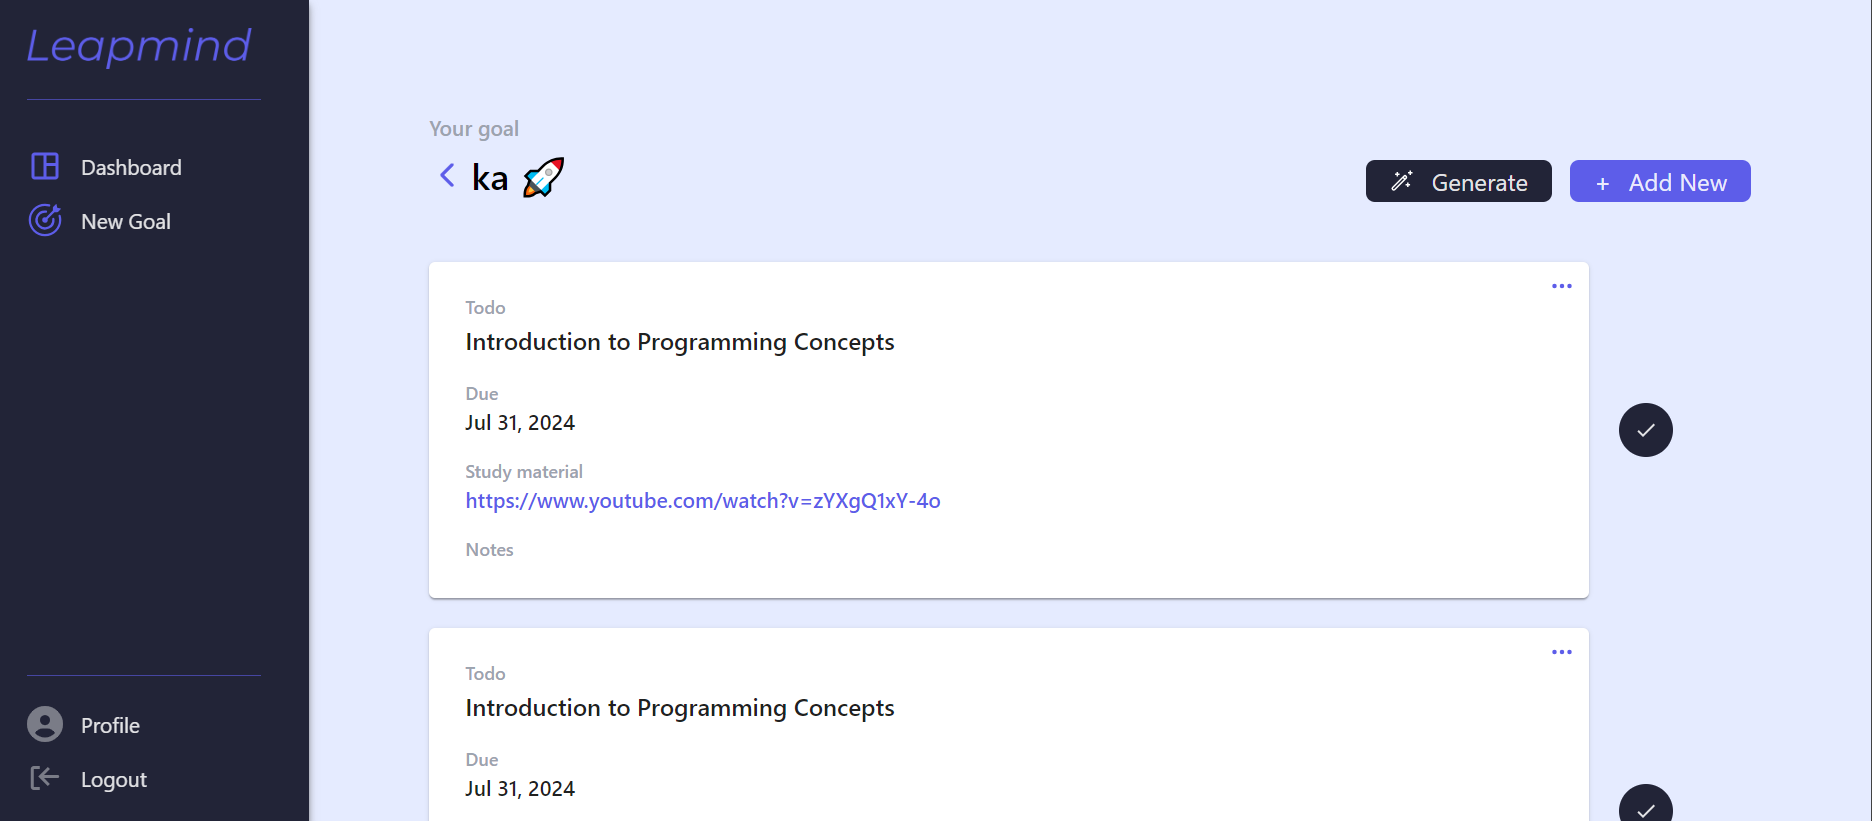 Leapmind
Dashboard
New Goal
Profile
Logout
Your goal
ka 🚀
Generate
+ Add New
Todo
Introduction to Programming Concepts
Due
Jul 31, 2024
Study material
https://www.youtube.com/watch?v=zYXgQ1xY-4o
Notes
Todo
Introduction to Programming Concepts
Due
Jul 31, 2024